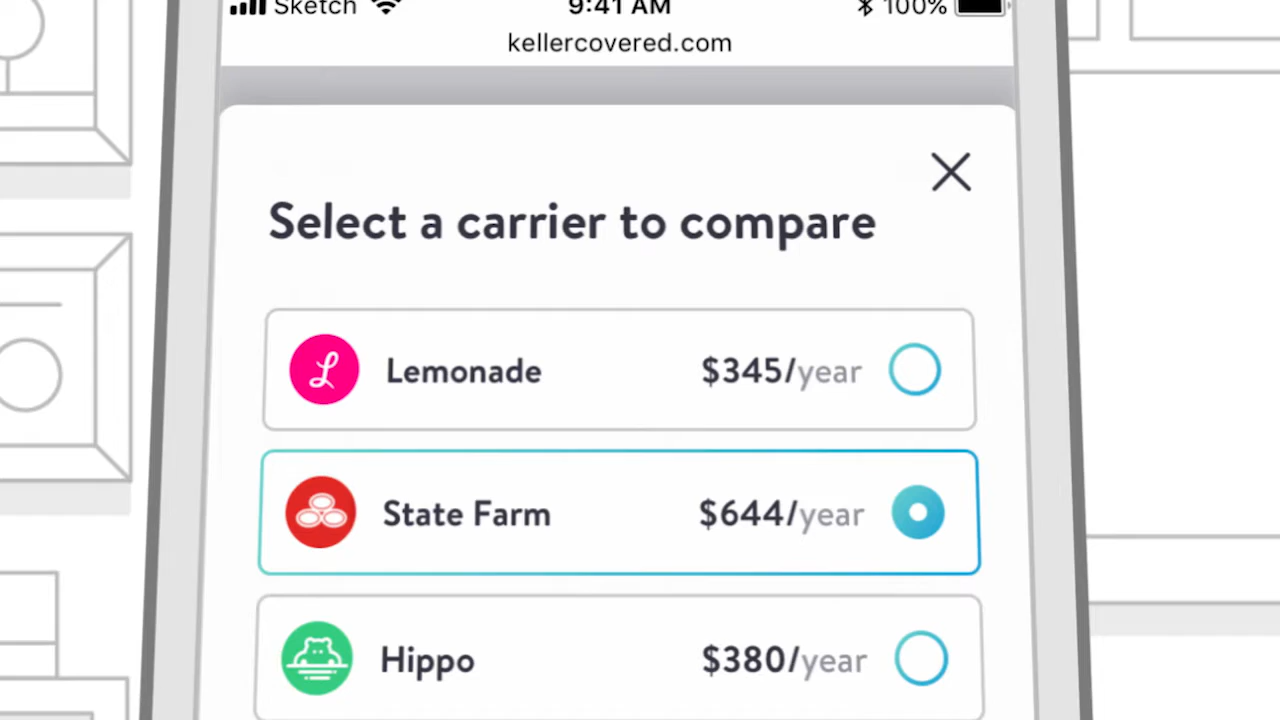 Sketch 9:41 AM 100%
kellercovered.com
Select a carrier to compare
L Lemonade $345/year
State Farm $644/year
Hippo $380/year